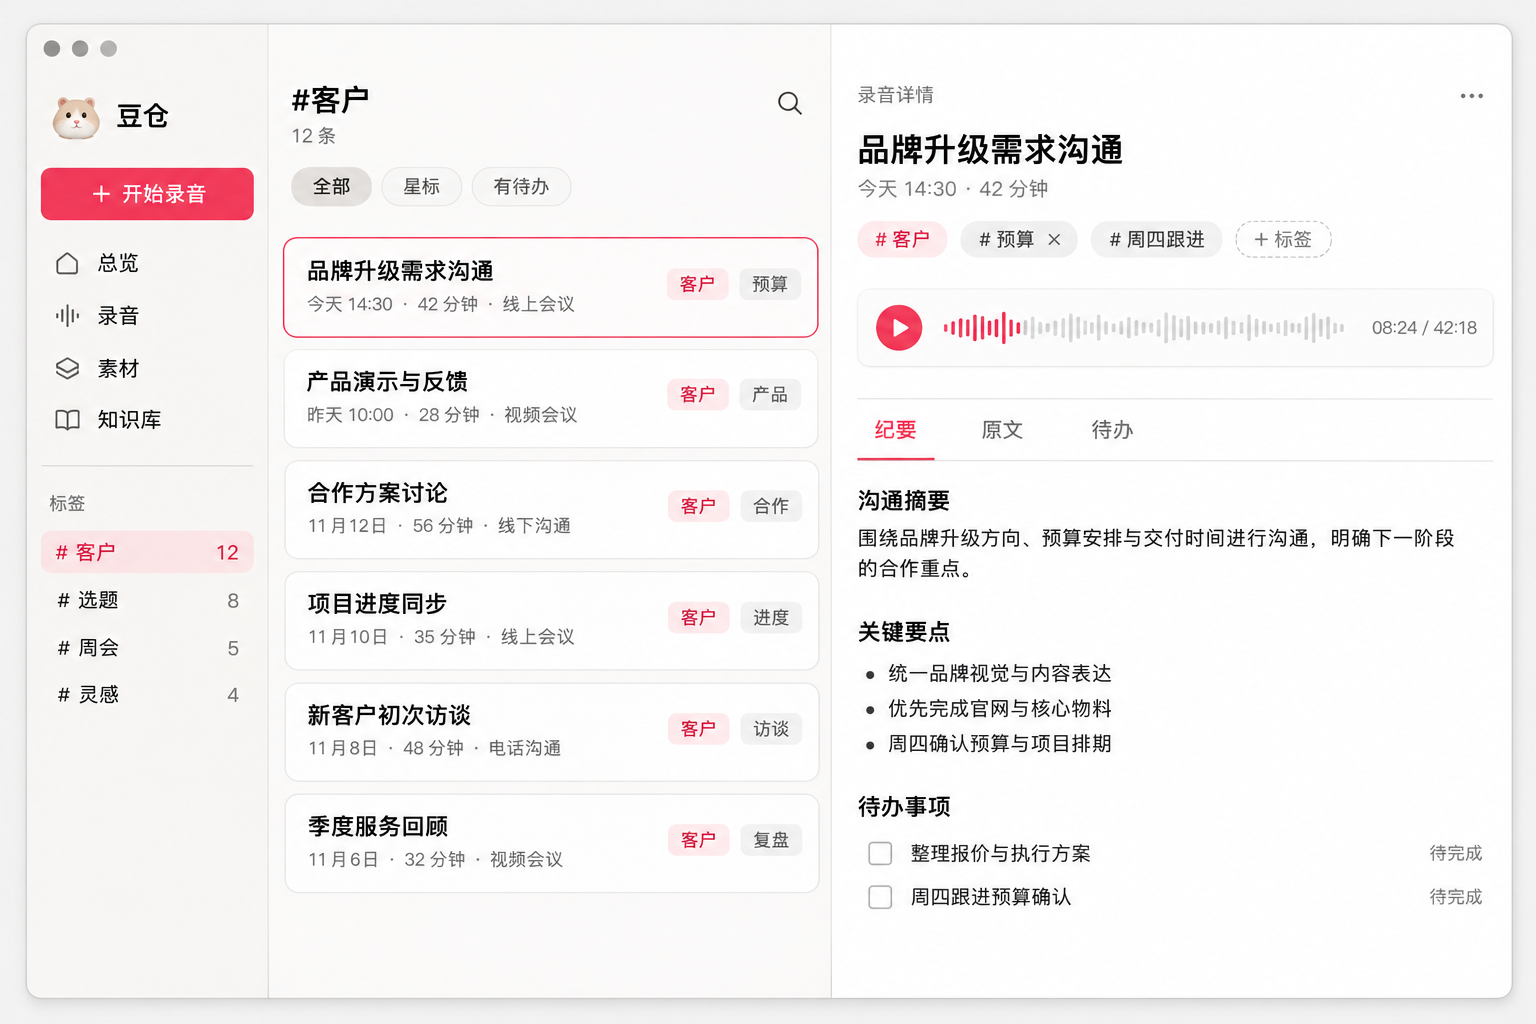 豆仓
+ 开始录音
总览
录音
素材
知识库
标签
# 客户 12
# 选题 8
# 周会 5
# 灵感 4
#客户
12 条
全部 星标 有待办
品牌升级需求沟通
今天 14:30 · 42 分钟 · 线上会议
客户 预算
产品演示与反馈
昨天 10:00 · 28 分钟 · 视频会议
客户 产品
合作方案讨论
11月12日 · 56 分钟 · 线下沟通
客户 合作
项目进度同步
11月10日 · 35 分钟 · 线上会议
客户 进度
新客户初次访谈
11月8日 · 48 分钟 · 电话沟通
客户 访谈
季度服务回顾
11月6日 · 32 分钟 · 视频会议
客户 复盘
录音详情
品牌升级需求沟通
今天 14:30 · 42 分钟
# 客户 # 预算 × # 周四跟进 + 标签
08:24 / 42:18
纪要 原文 待办
沟通摘要
围绕品牌升级方向、预算安排与交付时间进行沟通，明确下一阶段
的合作重点。
关键要点
• 统一品牌视觉与内容表达
• 优先完成官网与核心物料
• 周四确认预算与项目排期
待办事项
整理报价与执行方案 待完成
周四跟进预算确认 待完成